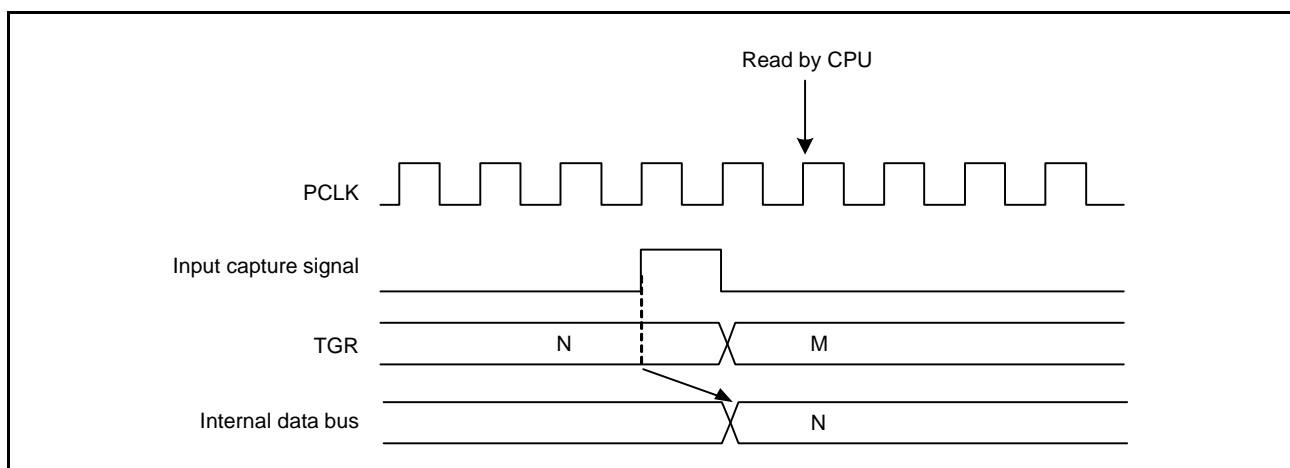 Read by CPU
PCLK
Input capture signal
TGR N M
Internal data bus N